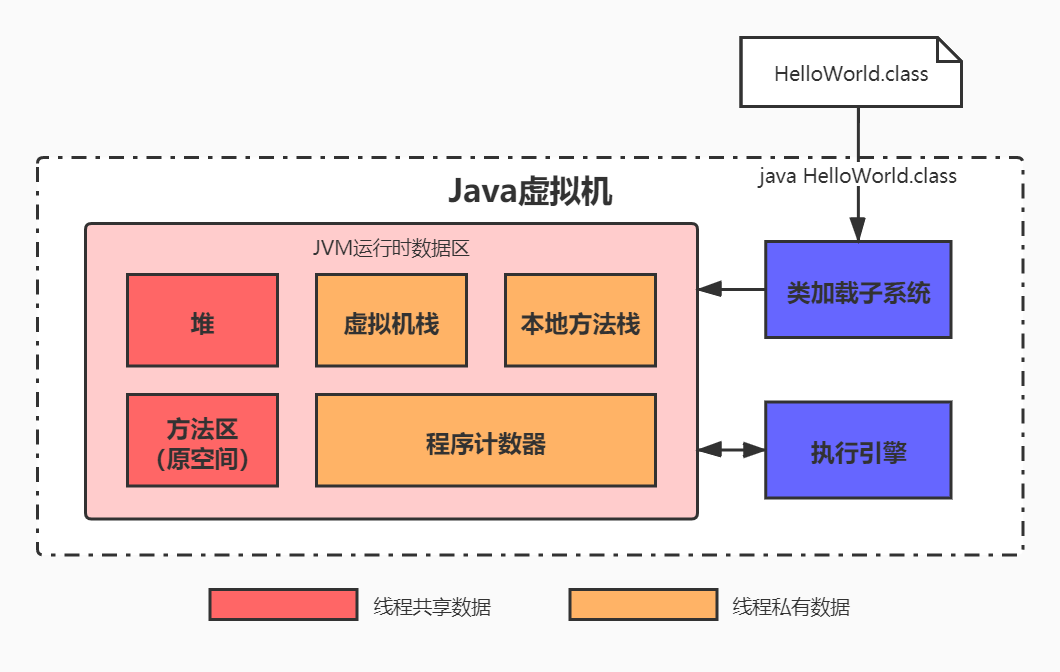 HelloWorld.class
java HelloWorld.class
Java虚拟机
JVM运行时数据区
堆
虚拟机栈
本地方法栈
类加载子系统
方法区
（原空间）
程序计数器
执行引擎
线程共享数据
线程私有数据